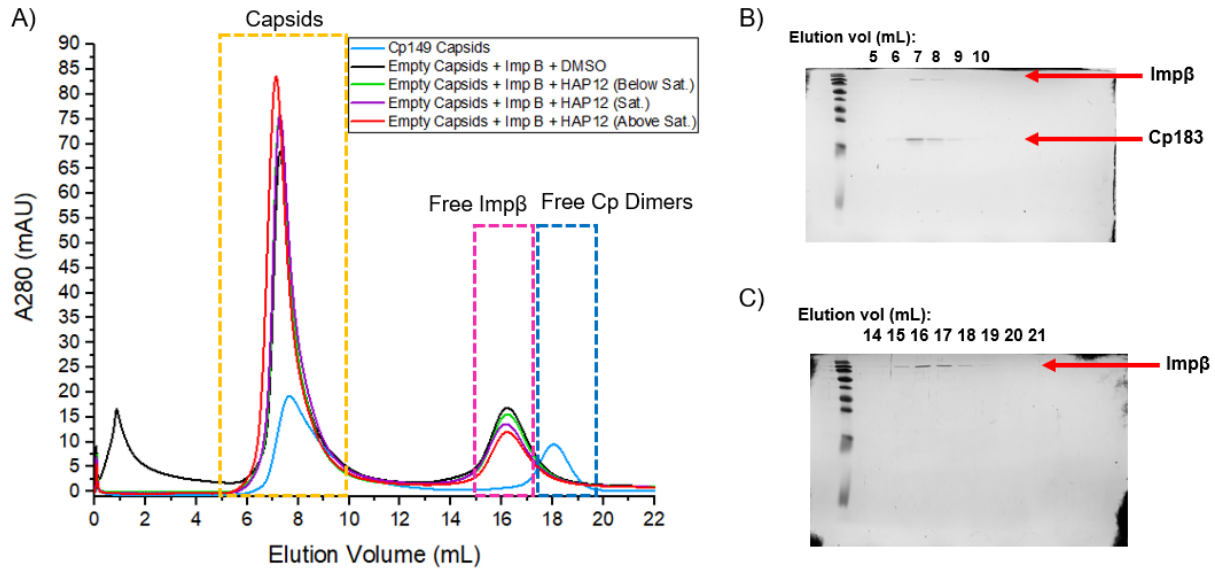 A)
Capsids
Cp149 Capsids
Empty Capsids + Imp B + DMSO
Empty Capsids + Imp B + HAP12 (Below Sat.)
Empty Capsids + Imp B + HAP12 (Sat.)
Empty Capsids + Imp B + HAP12 (Above Sat.)
Free Impβ
Free Cp Dimers
A280 (mAU)
90
85
80
75
70
65
60
55
50
45
40
35
30
25
20
15
10
5
0
0 2 4 6 8 10 12 14 16 18 20 22
Elution Volume (mL)
B)
Elution vol (mL):
5 6 7 8 9 10
Impβ
Cp183
C)
Elution vol (mL):
14 15 16 17 18 19 20 21
Impβ